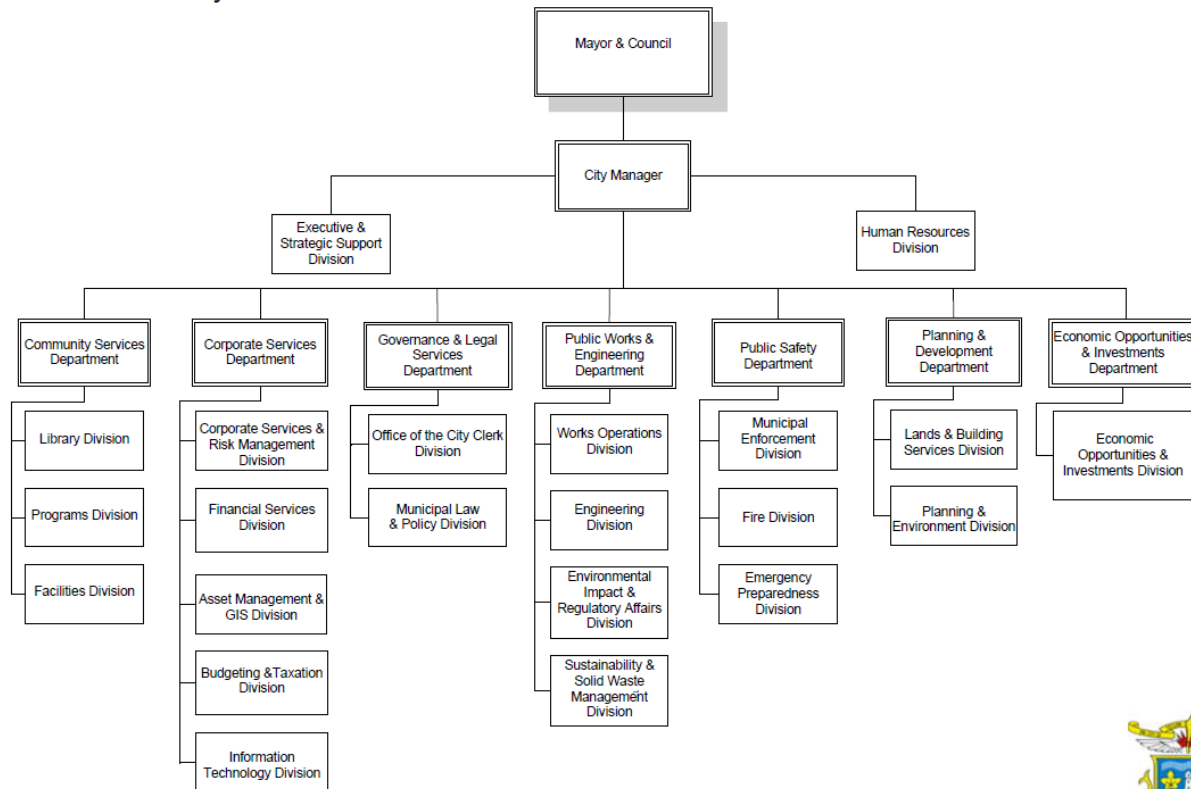 Mayor & Council
City Manager
Executive &
Strategic Support
Division
Human Resources
Division
Community Services
Department
Corporate Services
Department
Governance & Legal
Services
Department
Public Works &
Engineering
Department
Public Safety
Department
Planning &
Development
Department
Economic Opportunities
& Investments
Department
Library Division
Programs Division
Facilities Division
Corporate Services &
Risk Management
Division
Financial Services
Division
Asset Management &
GIS Division
Budgeting &Taxation
Division
Information
Technology Division
Office of the City Clerk
Division
Municipal Law
& Policy Division
Works Operations
Division
Engineering
Division
Environmental
Impact &
Regulatory Affairs
Division
Sustainability &
Solid Waste
Management
Division
Municipal
Enforcement
Division
Fire Division
Emergency
Preparedness
Division
Lands & Building
Services Division
Planning &
Environment Division
Economic
Opportunities &
Investments Division